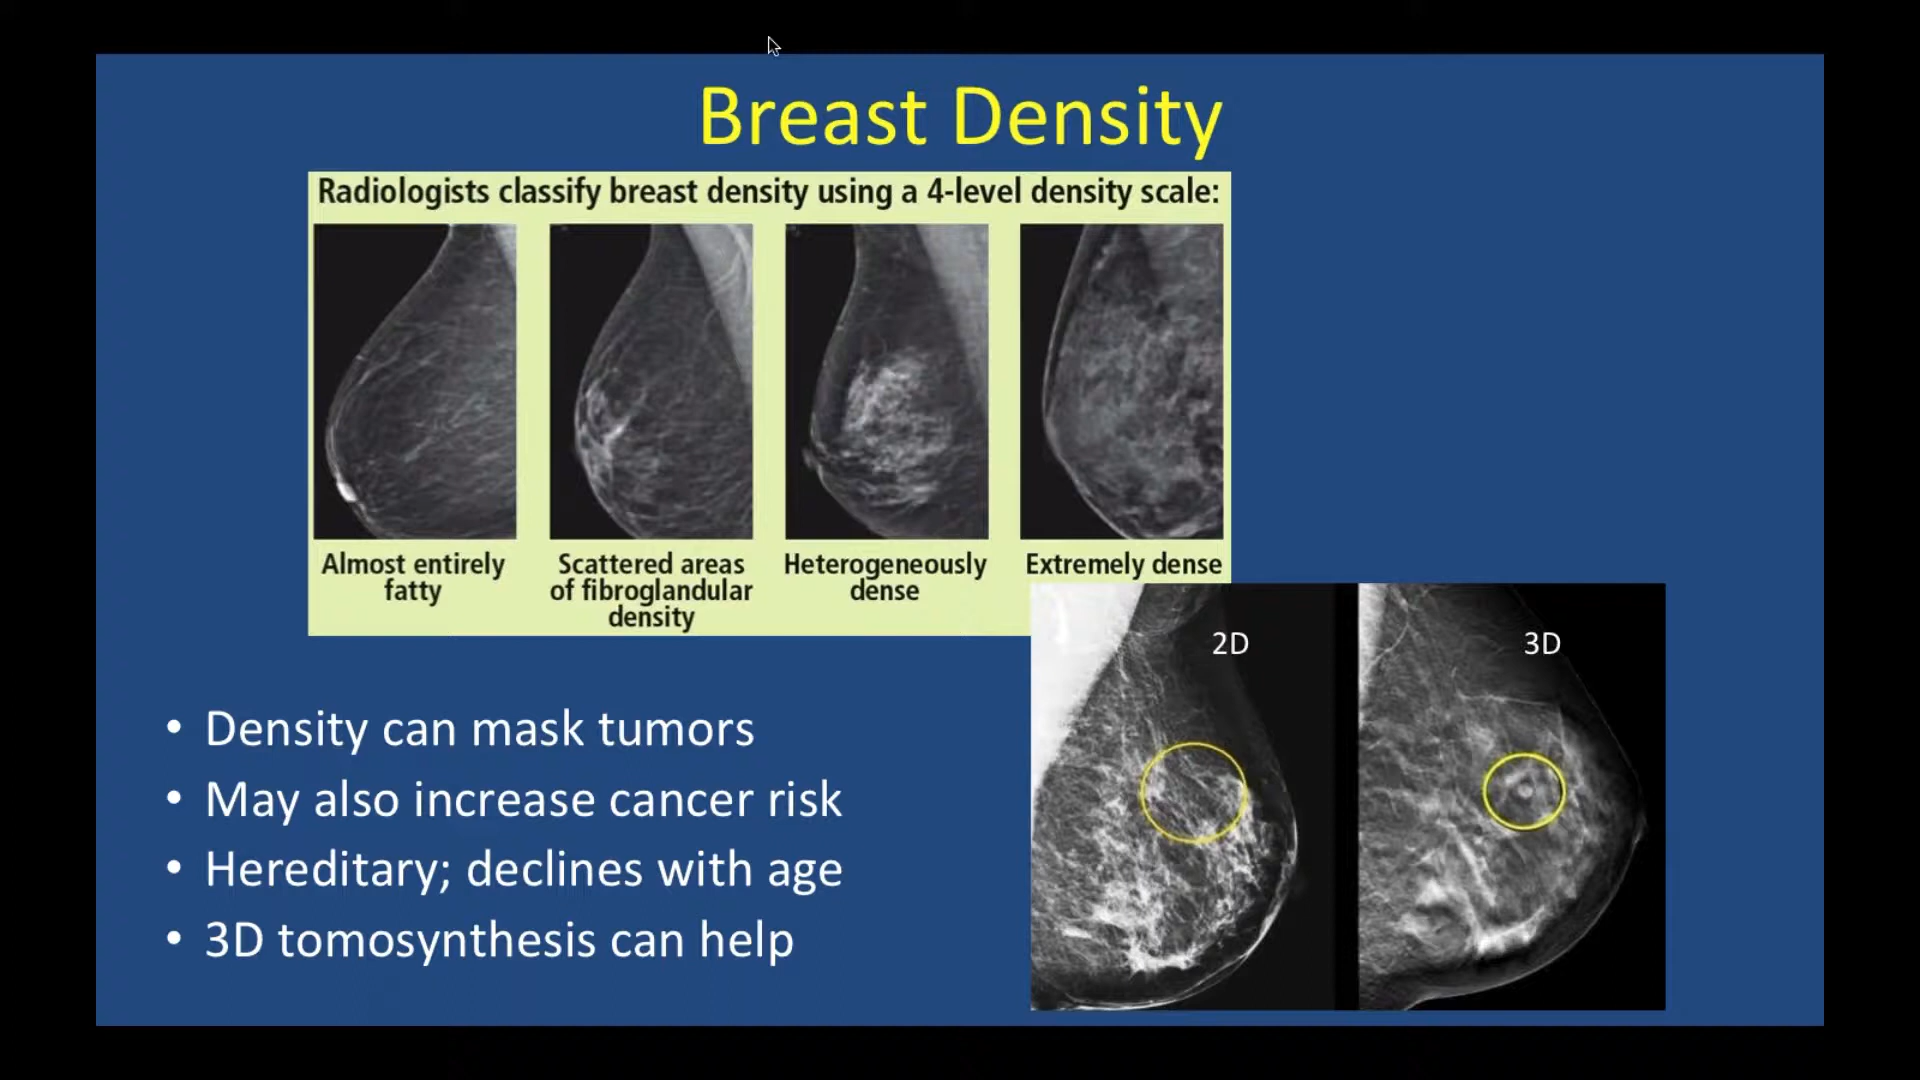 Breast Density
Radiologists classify breast density using a 4-level density scale:
Almost entirely
fatty
Scattered areas
of fibroglandular
density
Heterogeneously
dense
Extremely dense
2D
3D
• Density can mask tumors
• May also increase cancer risk
• Hereditary; declines with age
• 3D tomosynthesis can help